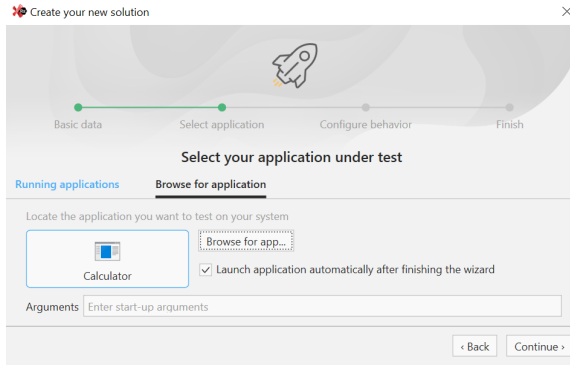 Create your new solution
Basic data
Select application
Configure behavior
Finish
Select your application under test
Running applications
Browse for application
Locate the application you want to test on your system
Calculator
Browse for app...
Launch application automatically after finishing the wizard
Arguments
Enter start-up arguments
‹ Back
Continue ›